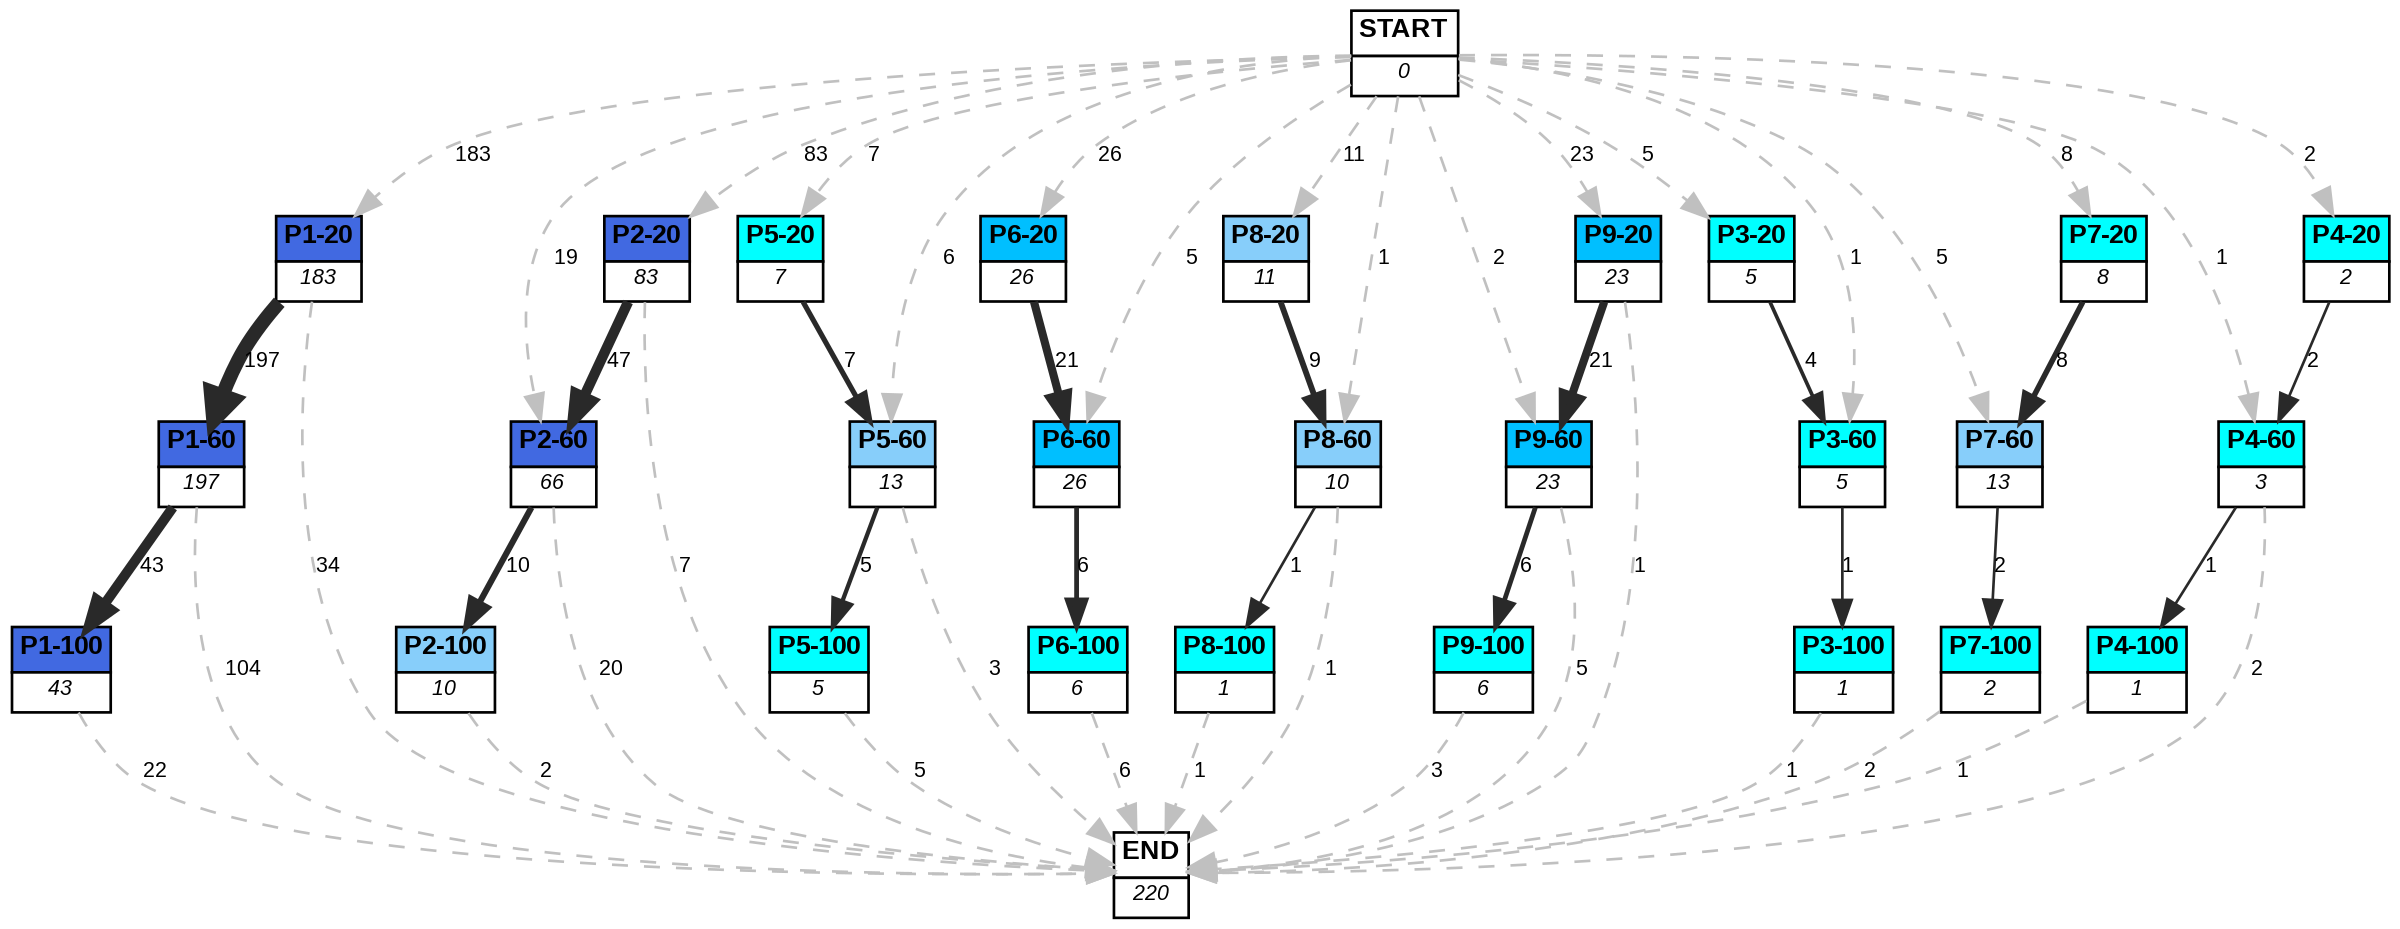 START
0
183
83
7
26
11
23
5
8
2
P1-20
183
P2-20
83
P5-20
7
P6-20
26
P8-20
11
P9-20
23
P3-20
5
P7-20
8
P4-20
2
19
6
5
1
2
1
5
1
197
47
7
21
9
21
4
8
2
P1-60
197
P2-60
66
P5-60
13
P6-60
26
P8-60
10
P9-60
23
P3-60
5
P7-60
13
P4-60
3
43
34
10
7
5
6
1
6
1
1
2
1
P1-100
43
P2-100
10
P5-100
5
P6-100
6
P8-100
1
P9-100
6
P3-100
1
P7-100
2
P4-100
1
104
20
3
1
5
2
22
2
5
6
1
3
1
2
1
END
220